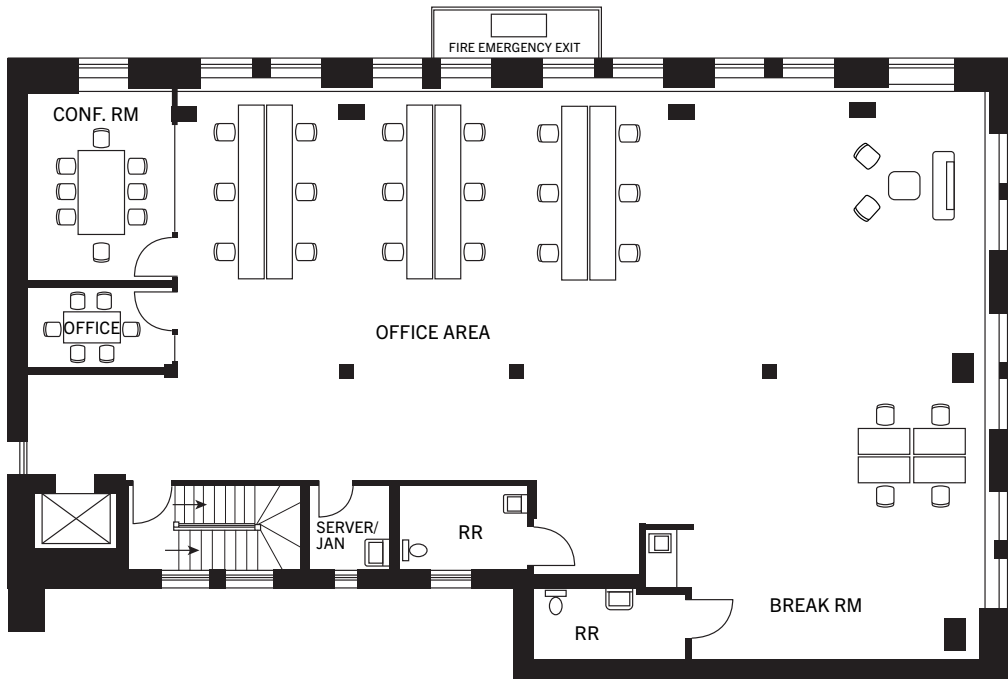 FIRE EMERGENCY EXIT
CONF. RM
OFFICE
OFFICE AREA
SERVER/
JAN
RR
BREAK RM
RR